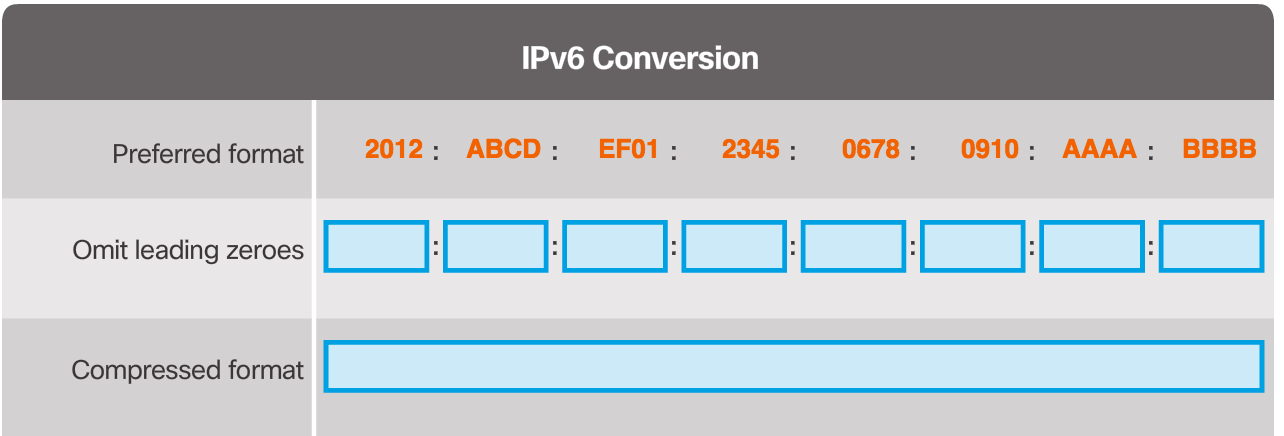 IPv6 Conversion
Preferred format 2012 : ABCD : EF01 : 2345 : 0678 : 0910 : AAAA : BBBB
Omit leading zeroes : : : : : : :
Compressed format